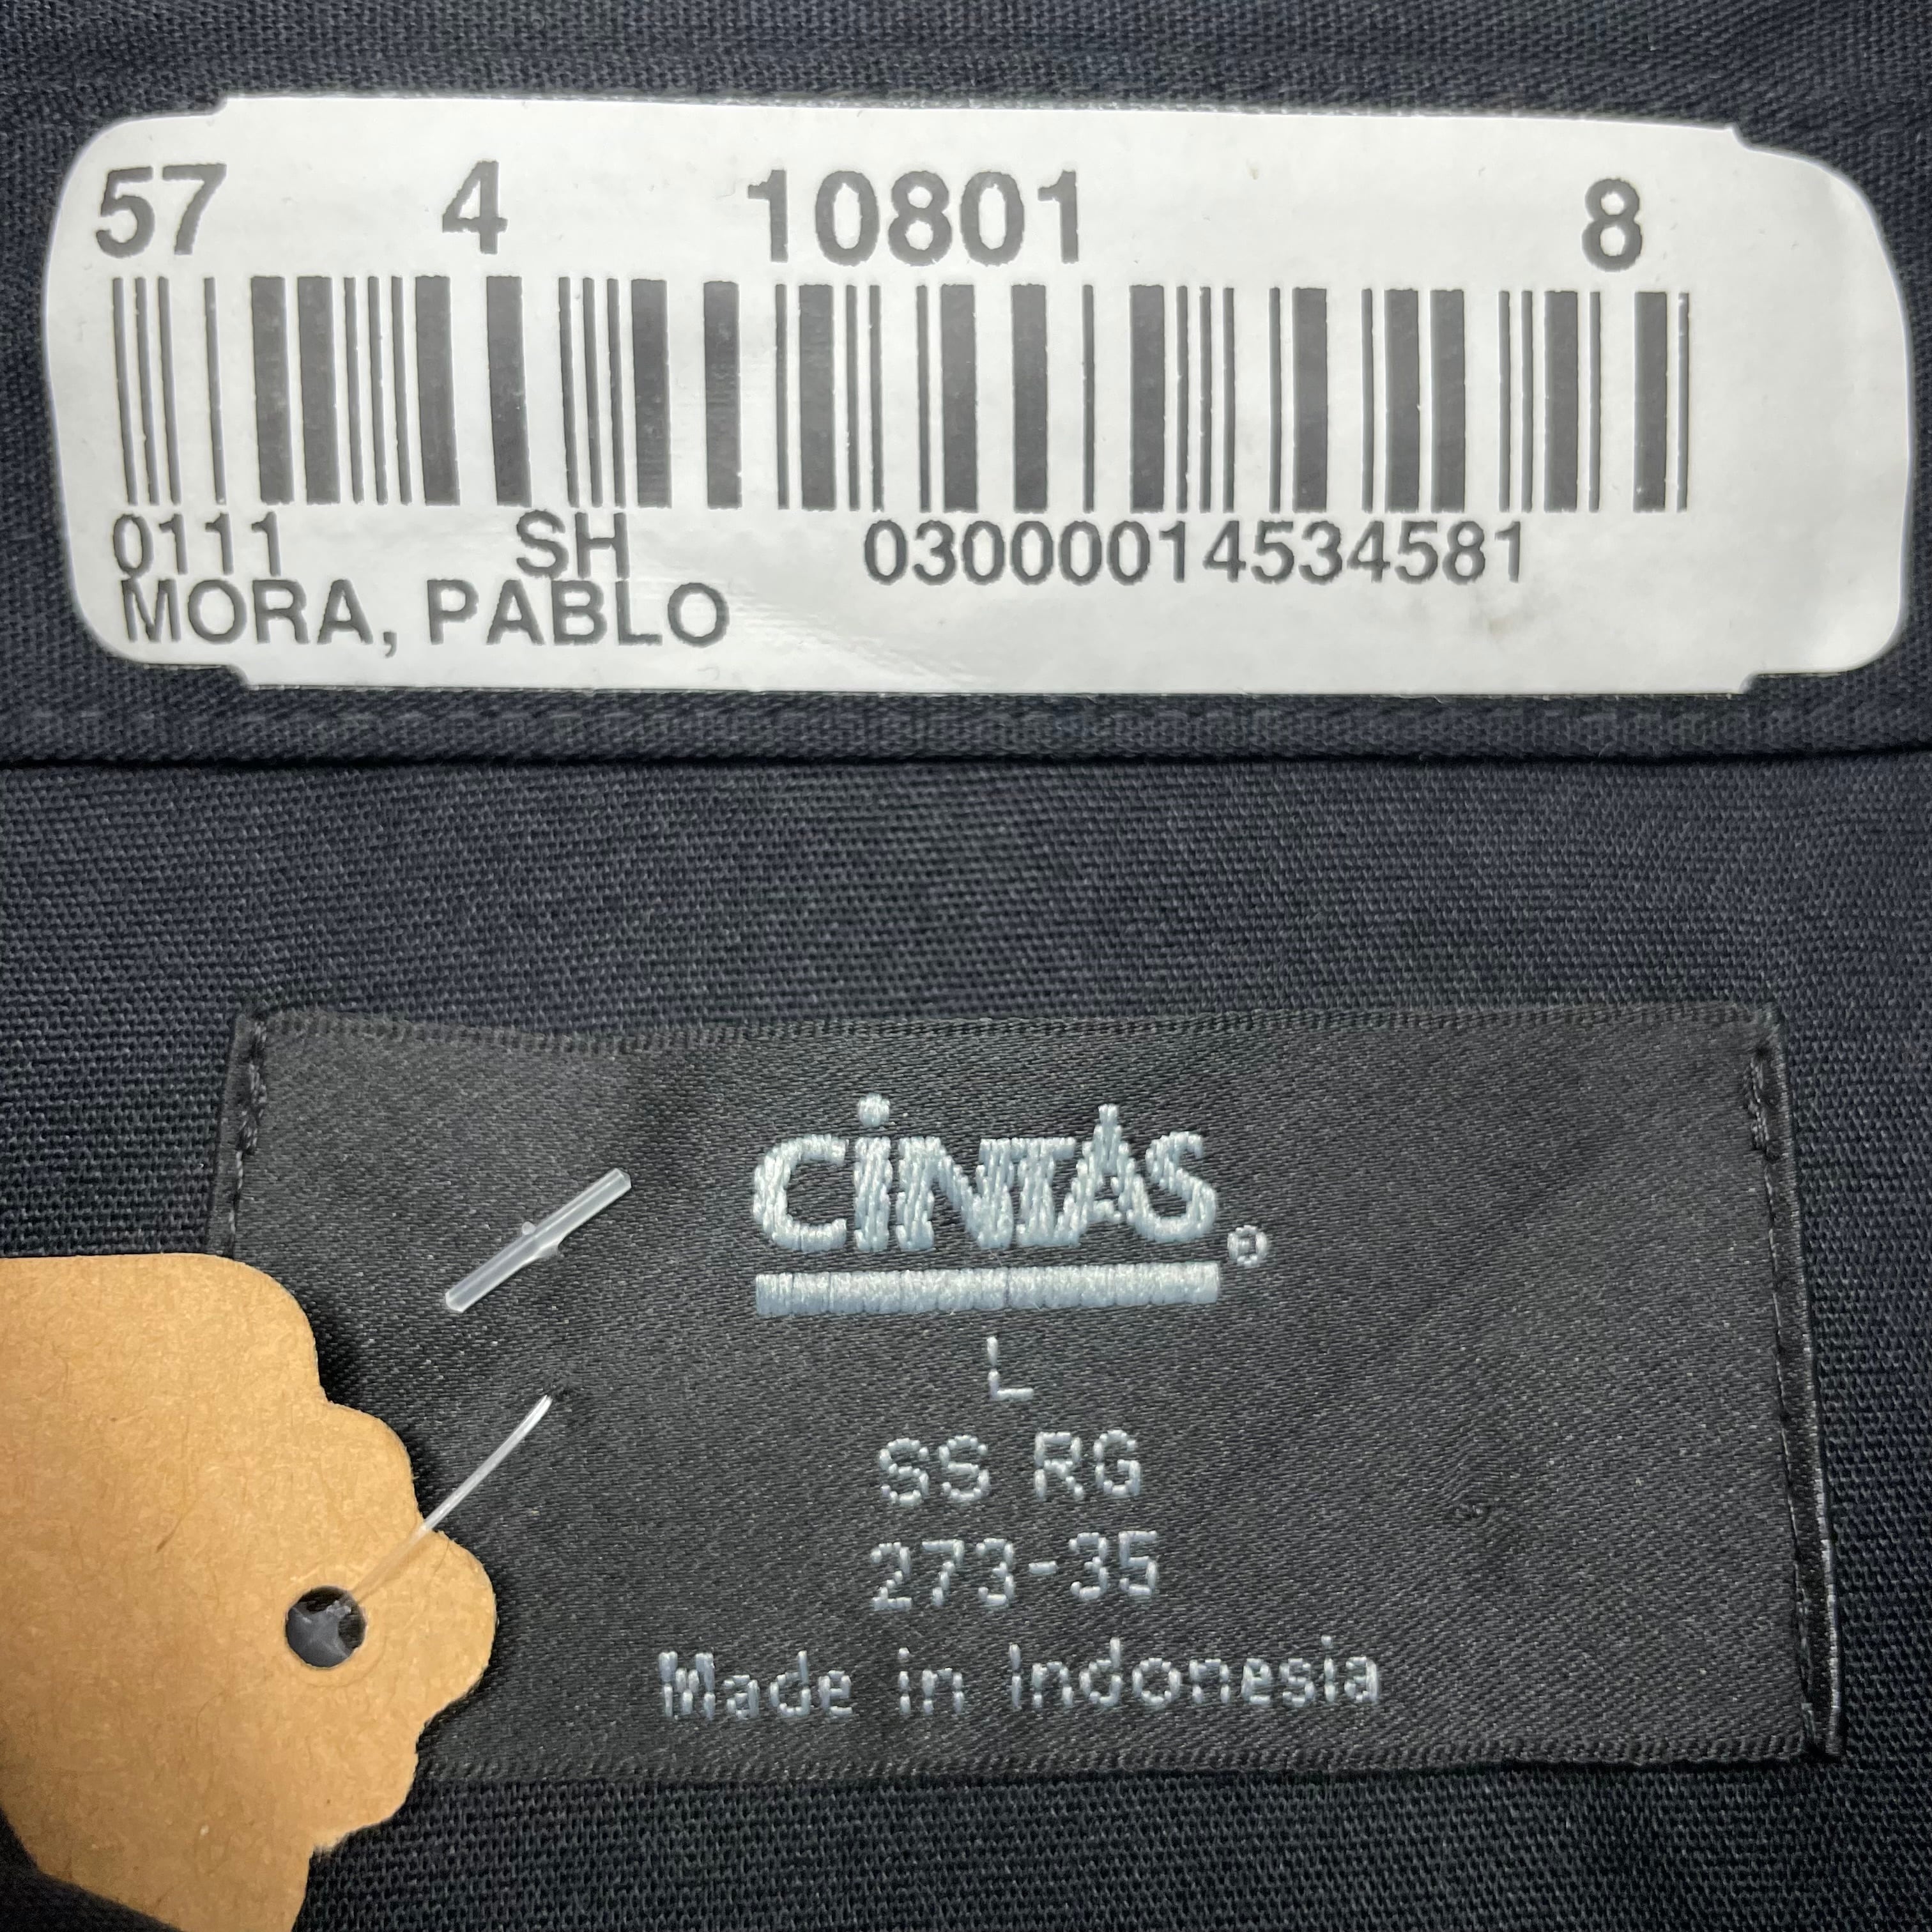 57 4 10801 8
0111 SH 03000014534581
MORA, PABLO
CiNTAS®
L
SS RG
273-35
Made in Indonesia